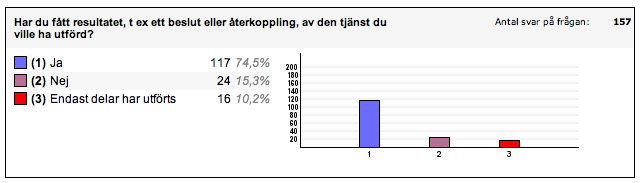 Har du fått resultatet, t ex ett beslut eller återkoppling, av den tjänst du
ville ha utförd?
Antal svar på frågan: 157
(1) Ja 117 74,5%
(2) Nej 24 15,3%
(3) Endast delar har utförts 16 10,2%
200
180
160
140
120
100
80
60
40
20
1 2 3